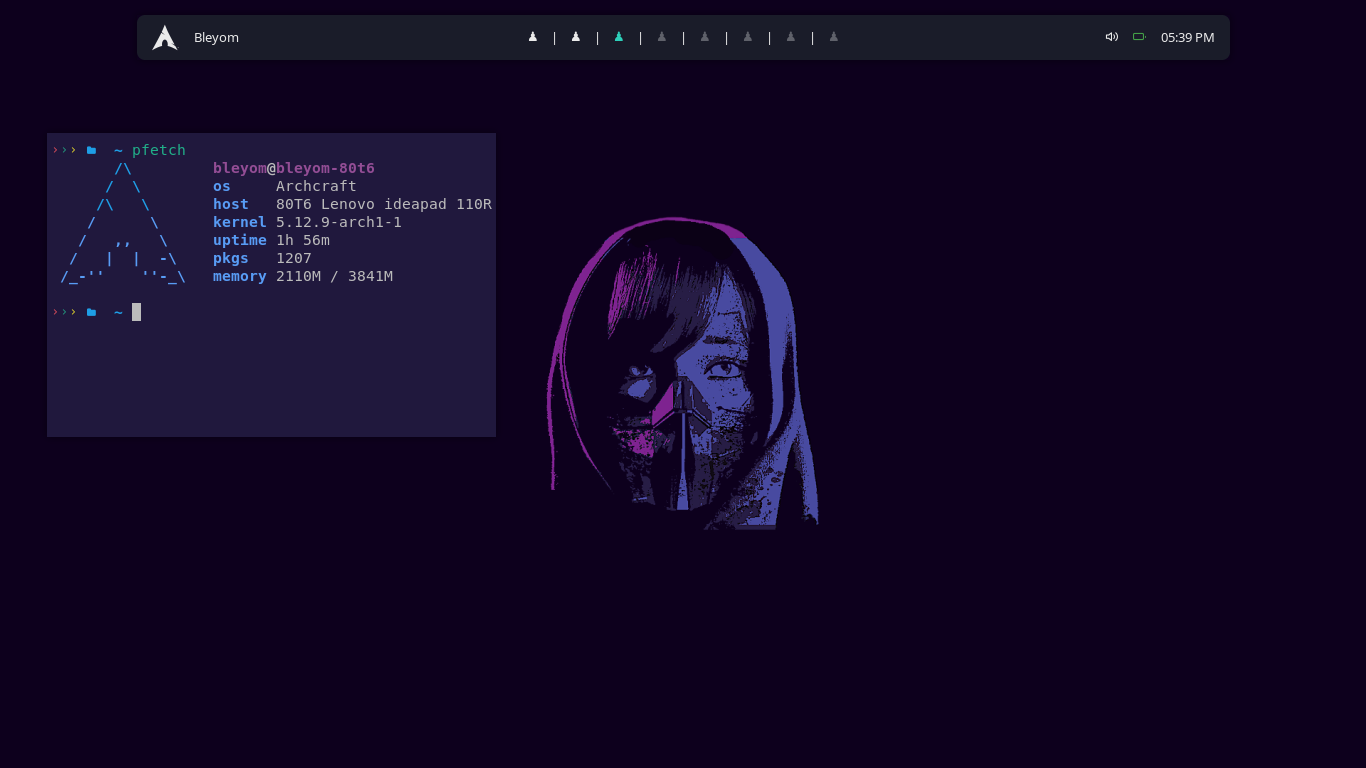 Bleyom
♟ | ♟ | ♟ | ♟ | ♟ | ♟ | ♟ | ♟
05:39 PM
››› ~ pfetch
/\ bleyom@bleyom-80t6
/ \ os Archcraft
/\ \ host 80T6 Lenovo ideapad 110R
/ \ kernel 5.12.9-arch1-1
/ ,, \ uptime 1h 56m
/ | | -\ pkgs 1207
/_-'' ''-_\ memory 2110M / 3841M
››› ~